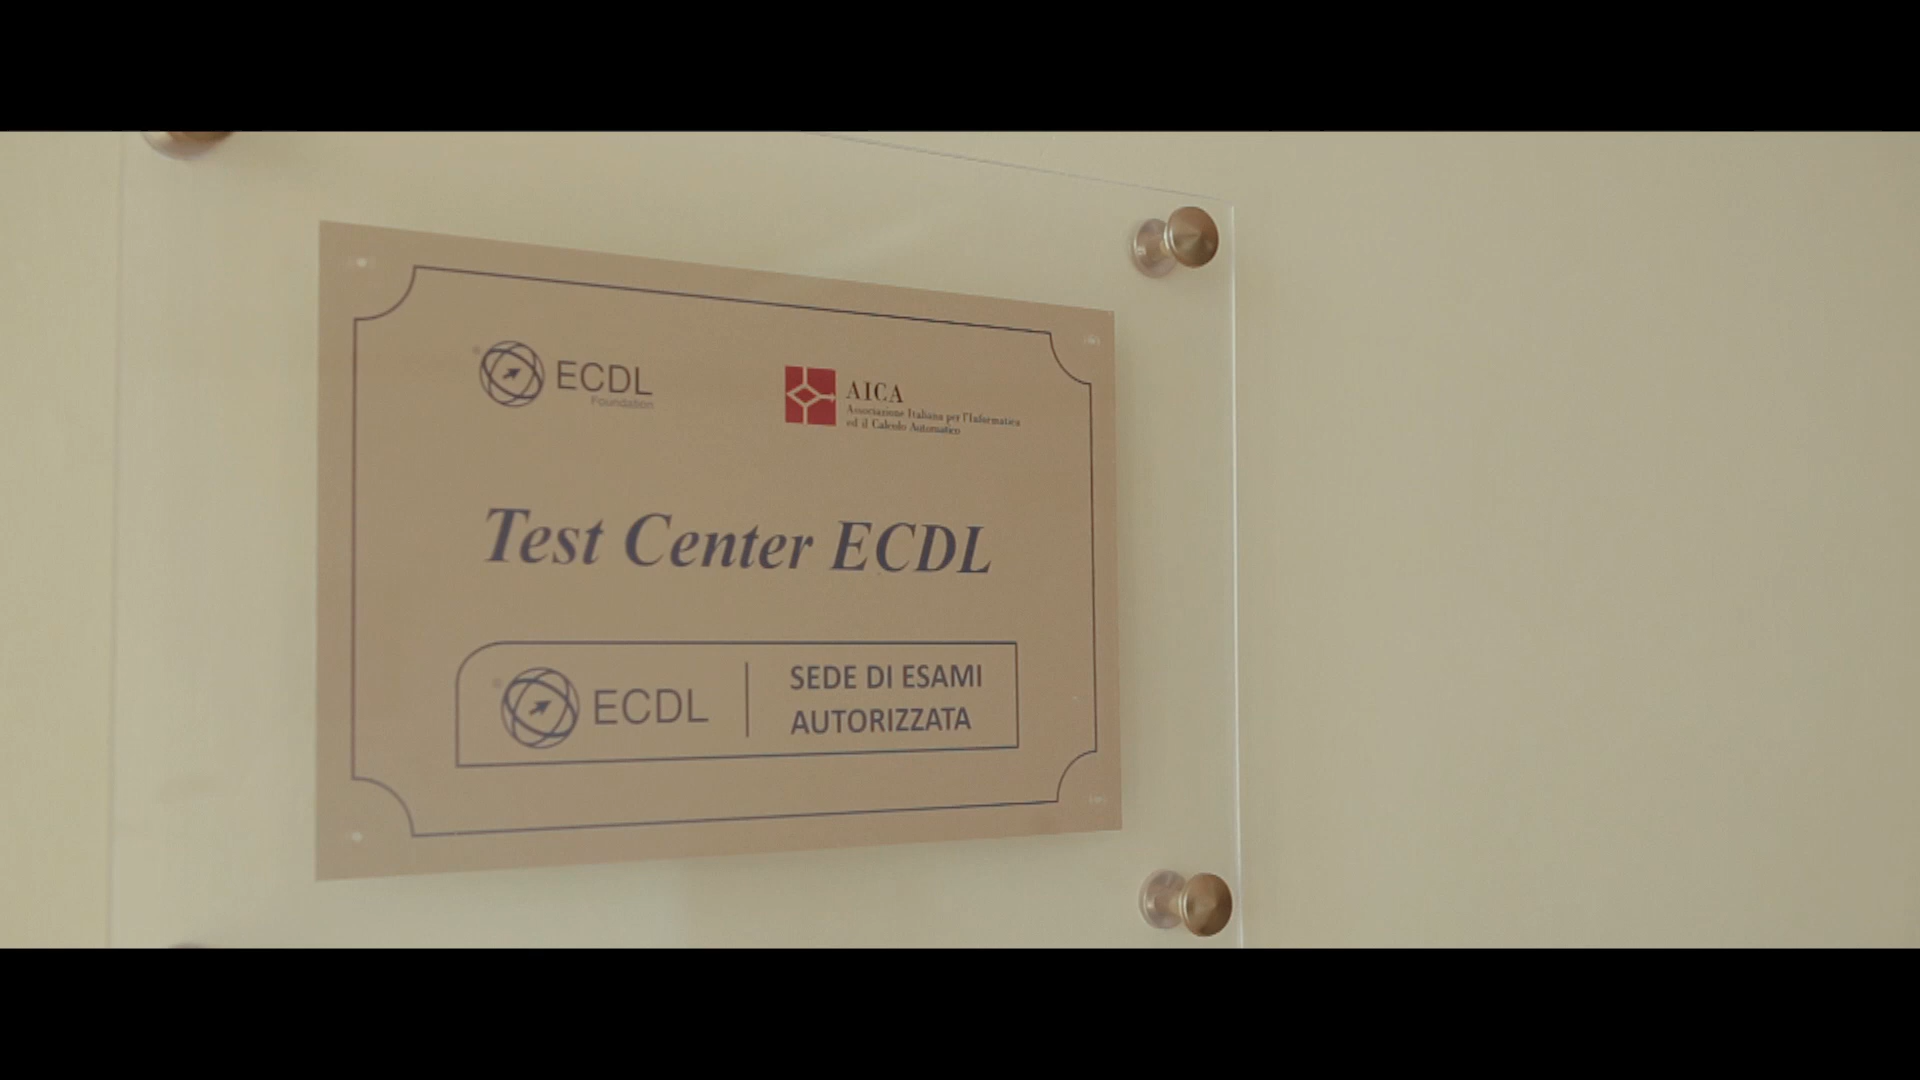 ECDL
Foundation
AICA
Associazione Italiana per l'Informatica
ed il Calcolo Automatico
Test Center ECDL
ECDL
SEDE DI ESAMI
AUTORIZZATA